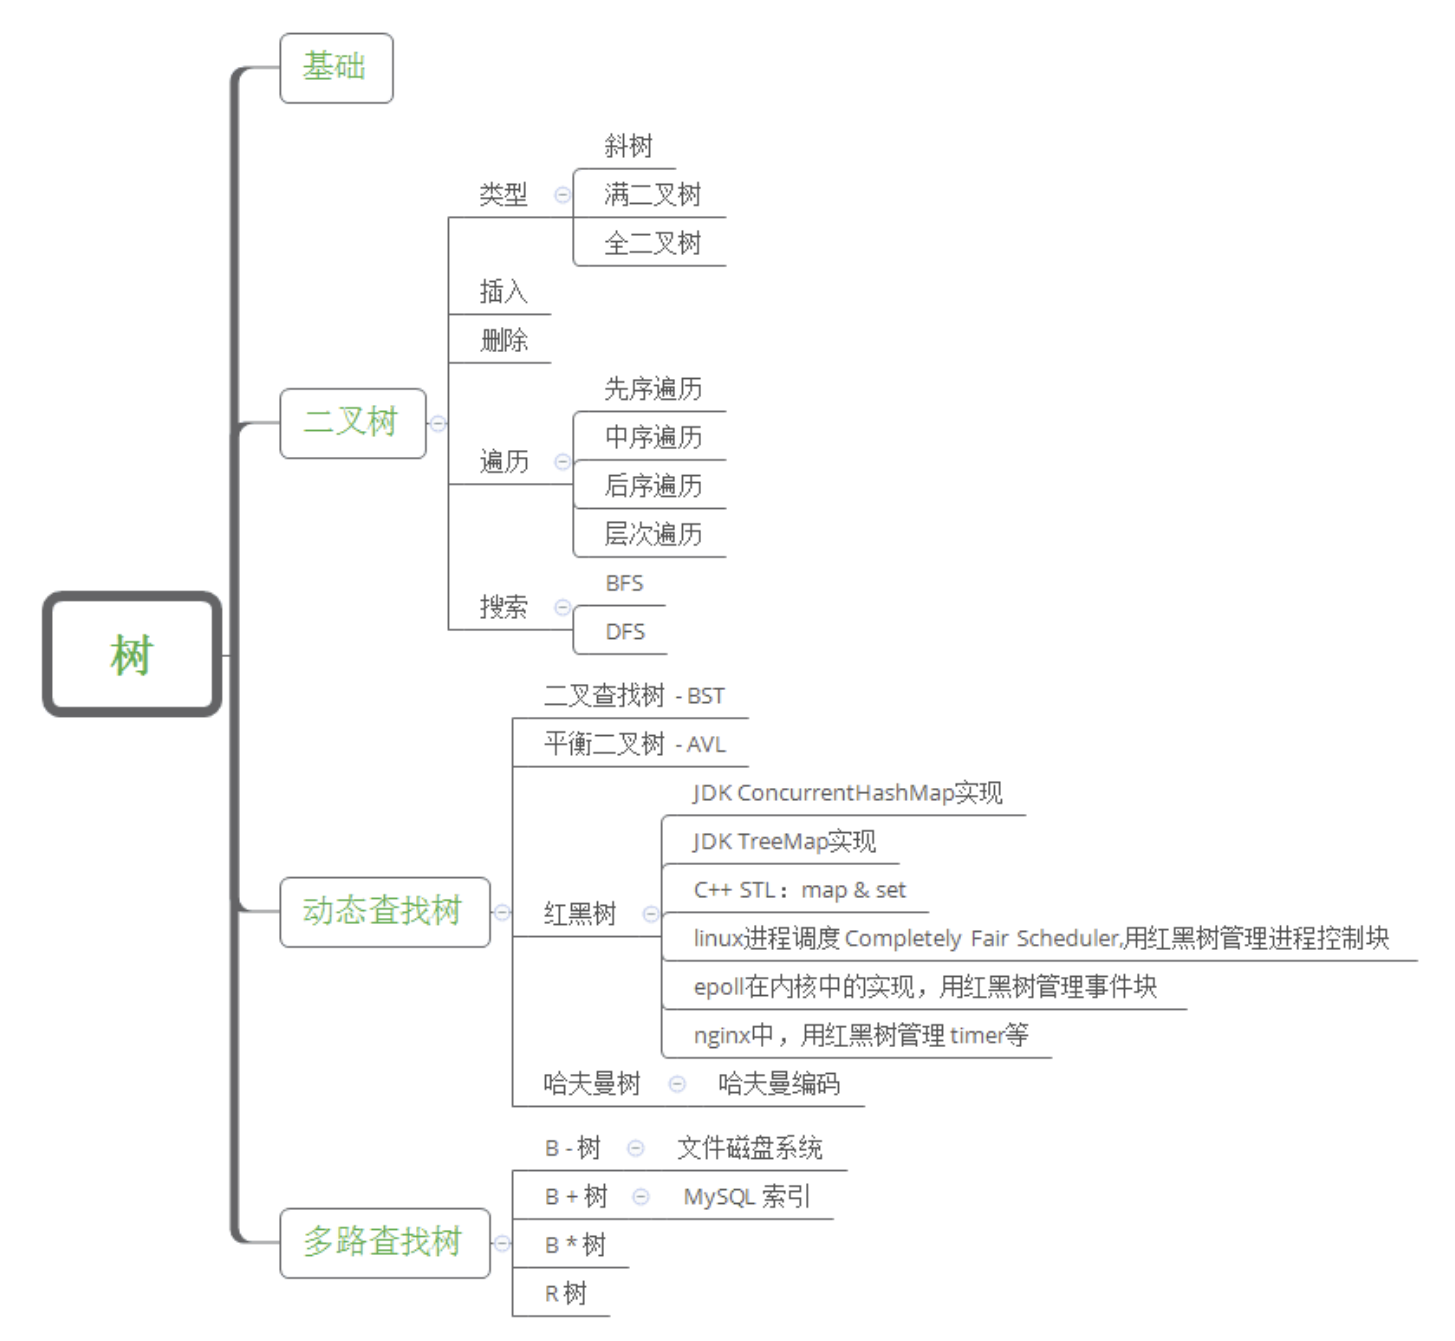 基础
斜树
类型
满二叉树
全二叉树
插入
删除
二叉树
先序遍历
中序遍历
遍历
后序遍历
层次遍历
BFS
搜索
DFS
树
二叉查找树 - BST
平衡二叉树 - AVL
JDK ConcurrentHashMap实现
JDK TreeMap实现
C++ STL：map & set
动态查找树
红黑树
linux进程调度 Completely Fair Scheduler,用红黑树管理进程控制块
epoll在内核中的实现，用红黑树管理事件块
nginx中，用红黑树管理 timer等
哈夫曼树
哈夫曼编码
B - 树
文件磁盘系统
B + 树
MySQL 索引
多路查找树
B * 树
R 树